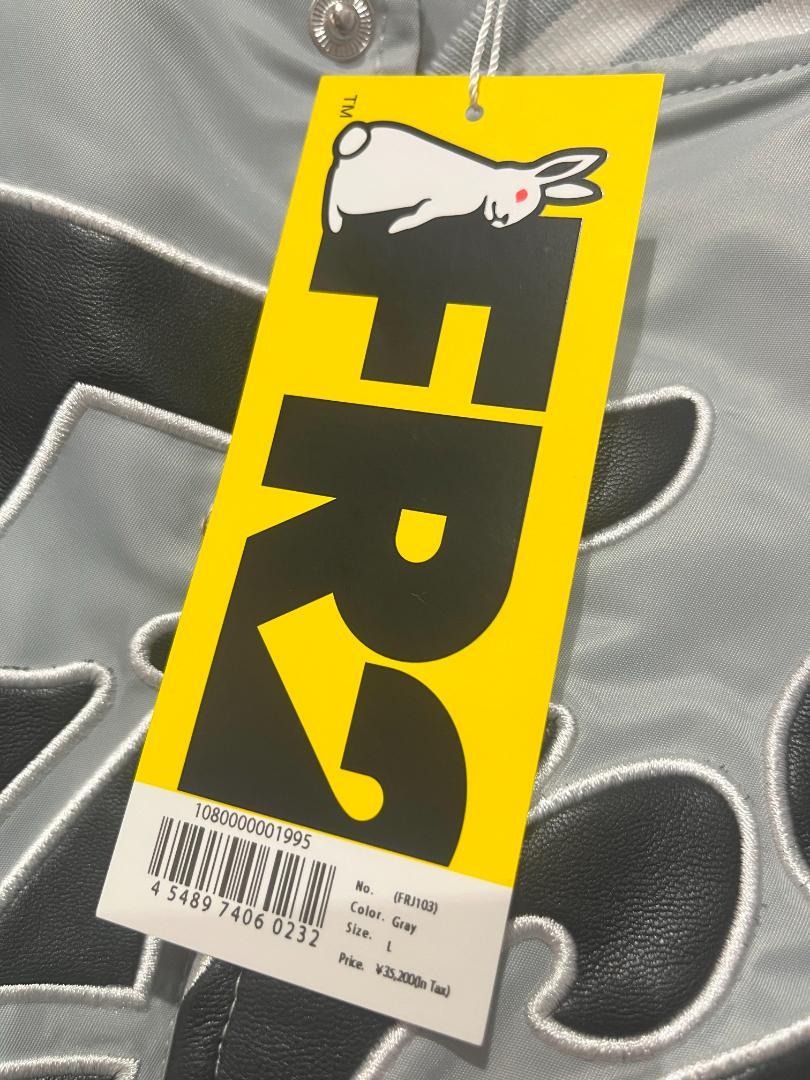 TM
FR2
1080000001995
4 5489 7406 0232
No. (FRJ103)
Color. Gray
Size. L
Price. ¥35,200(In Tax)